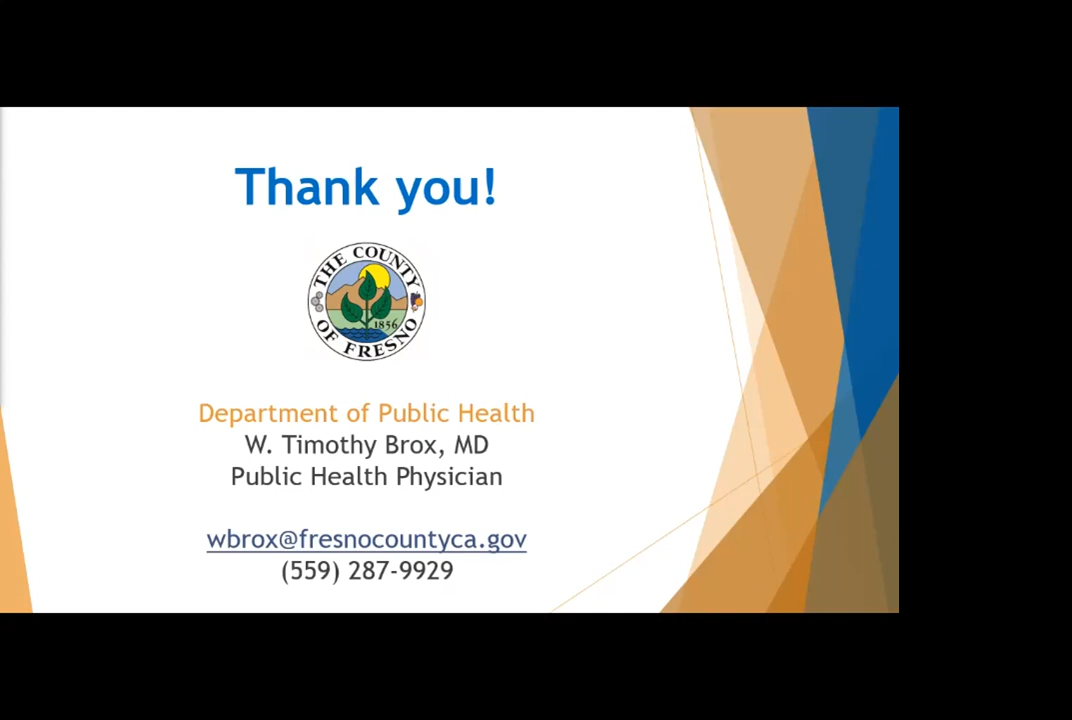 Thank you!
THE COUNTY
1856
OF FRESNO
Department of Public Health
W. Timothy Brox, MD
Public Health Physician
wbrox@fresnocountyca.gov
(559) 287-9929